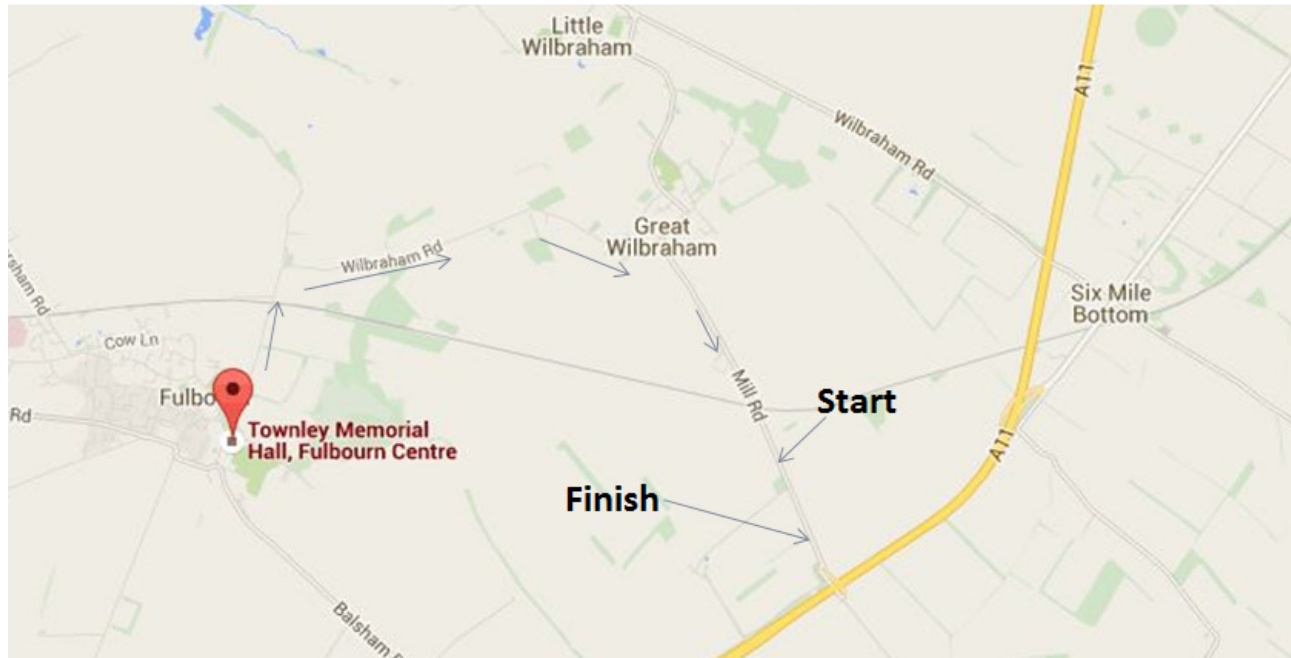 Little
Wilbraham
A11
Wilbraham Rd
Great
Wilbraham
Wilbraham Rd
Six Mile
Bottom
Cow Ln
Mill Rd
Start
Rd
Townley Memorial
Hall, Fulbourn Centre
A11
Finish
Balsham R